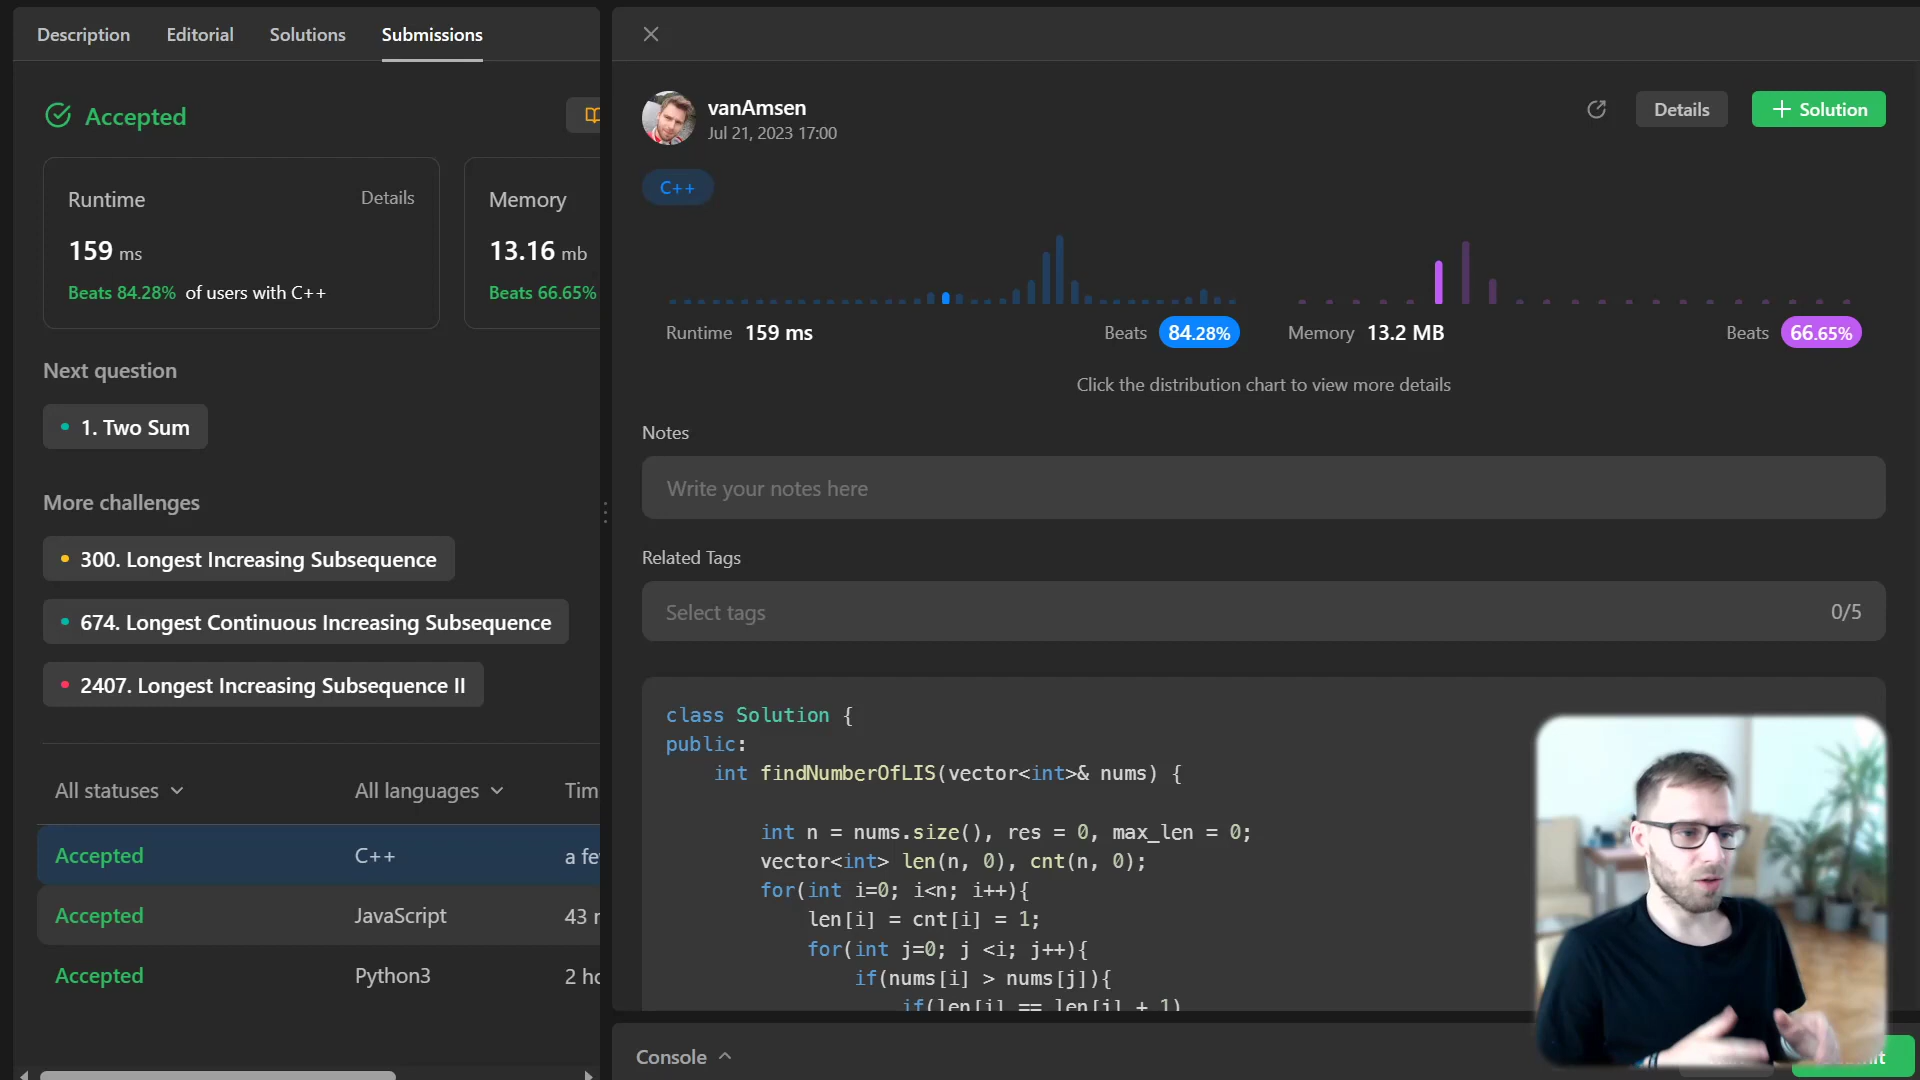 Description Editorial Solutions Submissions
Accepted
Runtime Details
159 ms
Beats 84.28% of users with C++
Memory
13.16 mb
Beats 66.65%
Next question
1. Two Sum
More challenges
300. Longest Increasing Subsequence
674. Longest Continuous Increasing Subsequence
2407. Longest Increasing Subsequence II
All statuses All languages Tim
Accepted C++ a fe
Accepted JavaScript 43
Accepted Python3 2
vanAmsen
Jul 21, 2023 17:00
Details + Solution
C++
Runtime 159 ms Beats 84.28% Memory 13.2 MB Beats 66.65%
Click the distribution chart to view more details
Notes
Write your notes here
Related Tags
Select tags 0/5
class Solution {
public:
int findNumberOfLIS(vector<int>& nums) {
int n = nums.size(), res = 0, max_len = 0;
vector<int> len(n, 0), cnt(n, 0);
for(int i=0; i<n; i++){
len[i] = cnt[i] = 1;
for(int j=0; j <i; j++){
if(nums[i] > nums[j]){
Console